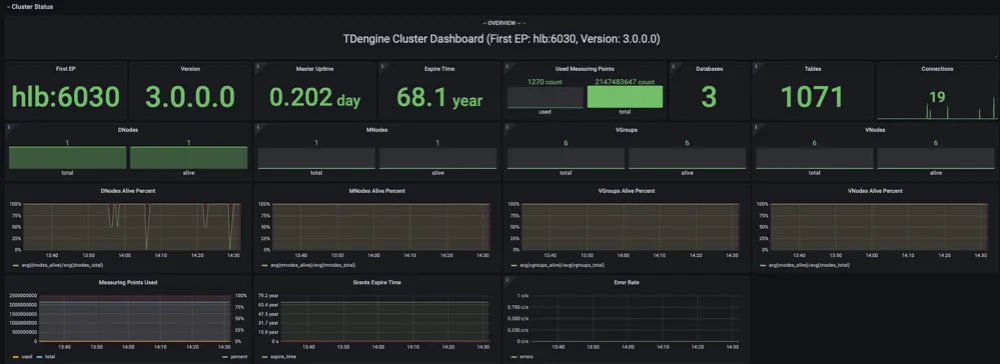 Cluster Status
— OVERVIEW —
TDengine Cluster Dashboard (First EP: hlb:6030, Version: 3.0.0.0)
First EP
hlb:6030
Version
3.0.0.0
Master Uptime
0.202 day
Expire Time
68.1 year
Used Measuring Points
1270 count
2147483647 count
used
total
Databases
3
Tables
1071
Connections
19
DNodes
1
1
total
alive
MNodes
1
1
total
alive
VGroups
6
6
total
alive
VNodes
6
6
total
alive
DNodes Alive Percent
100%
75%
50%
25%
0%
13:40 13:50 14:00 14:10 14:20 14:30
avg(dnodes_alive)/avg(dnodes_total)
MNodes Alive Percent
100%
75%
50%
25%
0%
13:40 13:50 14:00 14:10 14:20 14:30
avg(mnodes_alive)/avg(mnodes_total)
VGroups Alive Percent
100%
75%
50%
25%
0%
13:40 13:50 14:00 14:10 14:20 14:30
avg(vgroups_alive)/avg(vgroups_total)
VNodes Alive Percent
100%
75%
50%
25%
0%
13:40 13:50 14:00 14:10 14:20 14:30
avg(vnodes_alive)/avg(vnodes_total)
Measuring Points Used
2500000000 100%
2000000000 75%
1500000000
1000000000 50%
500000000 25%
0 0%
13:40 13:50 14:00 14:10 14:20 14:30
used total percent
Grants Expire Time
79.2 year
63.4 year
47.5 year
31.7 year
15.8 year
0 s
13:40 13:50 14:00 14:10 14:20 14:30
expire_time
Error Rate
1 c/s
0.750 c/s
0.500 c/s
0.250 c/s
0 c/s
13:40 13:50 14:00 14:10 14:20 14:30
errors